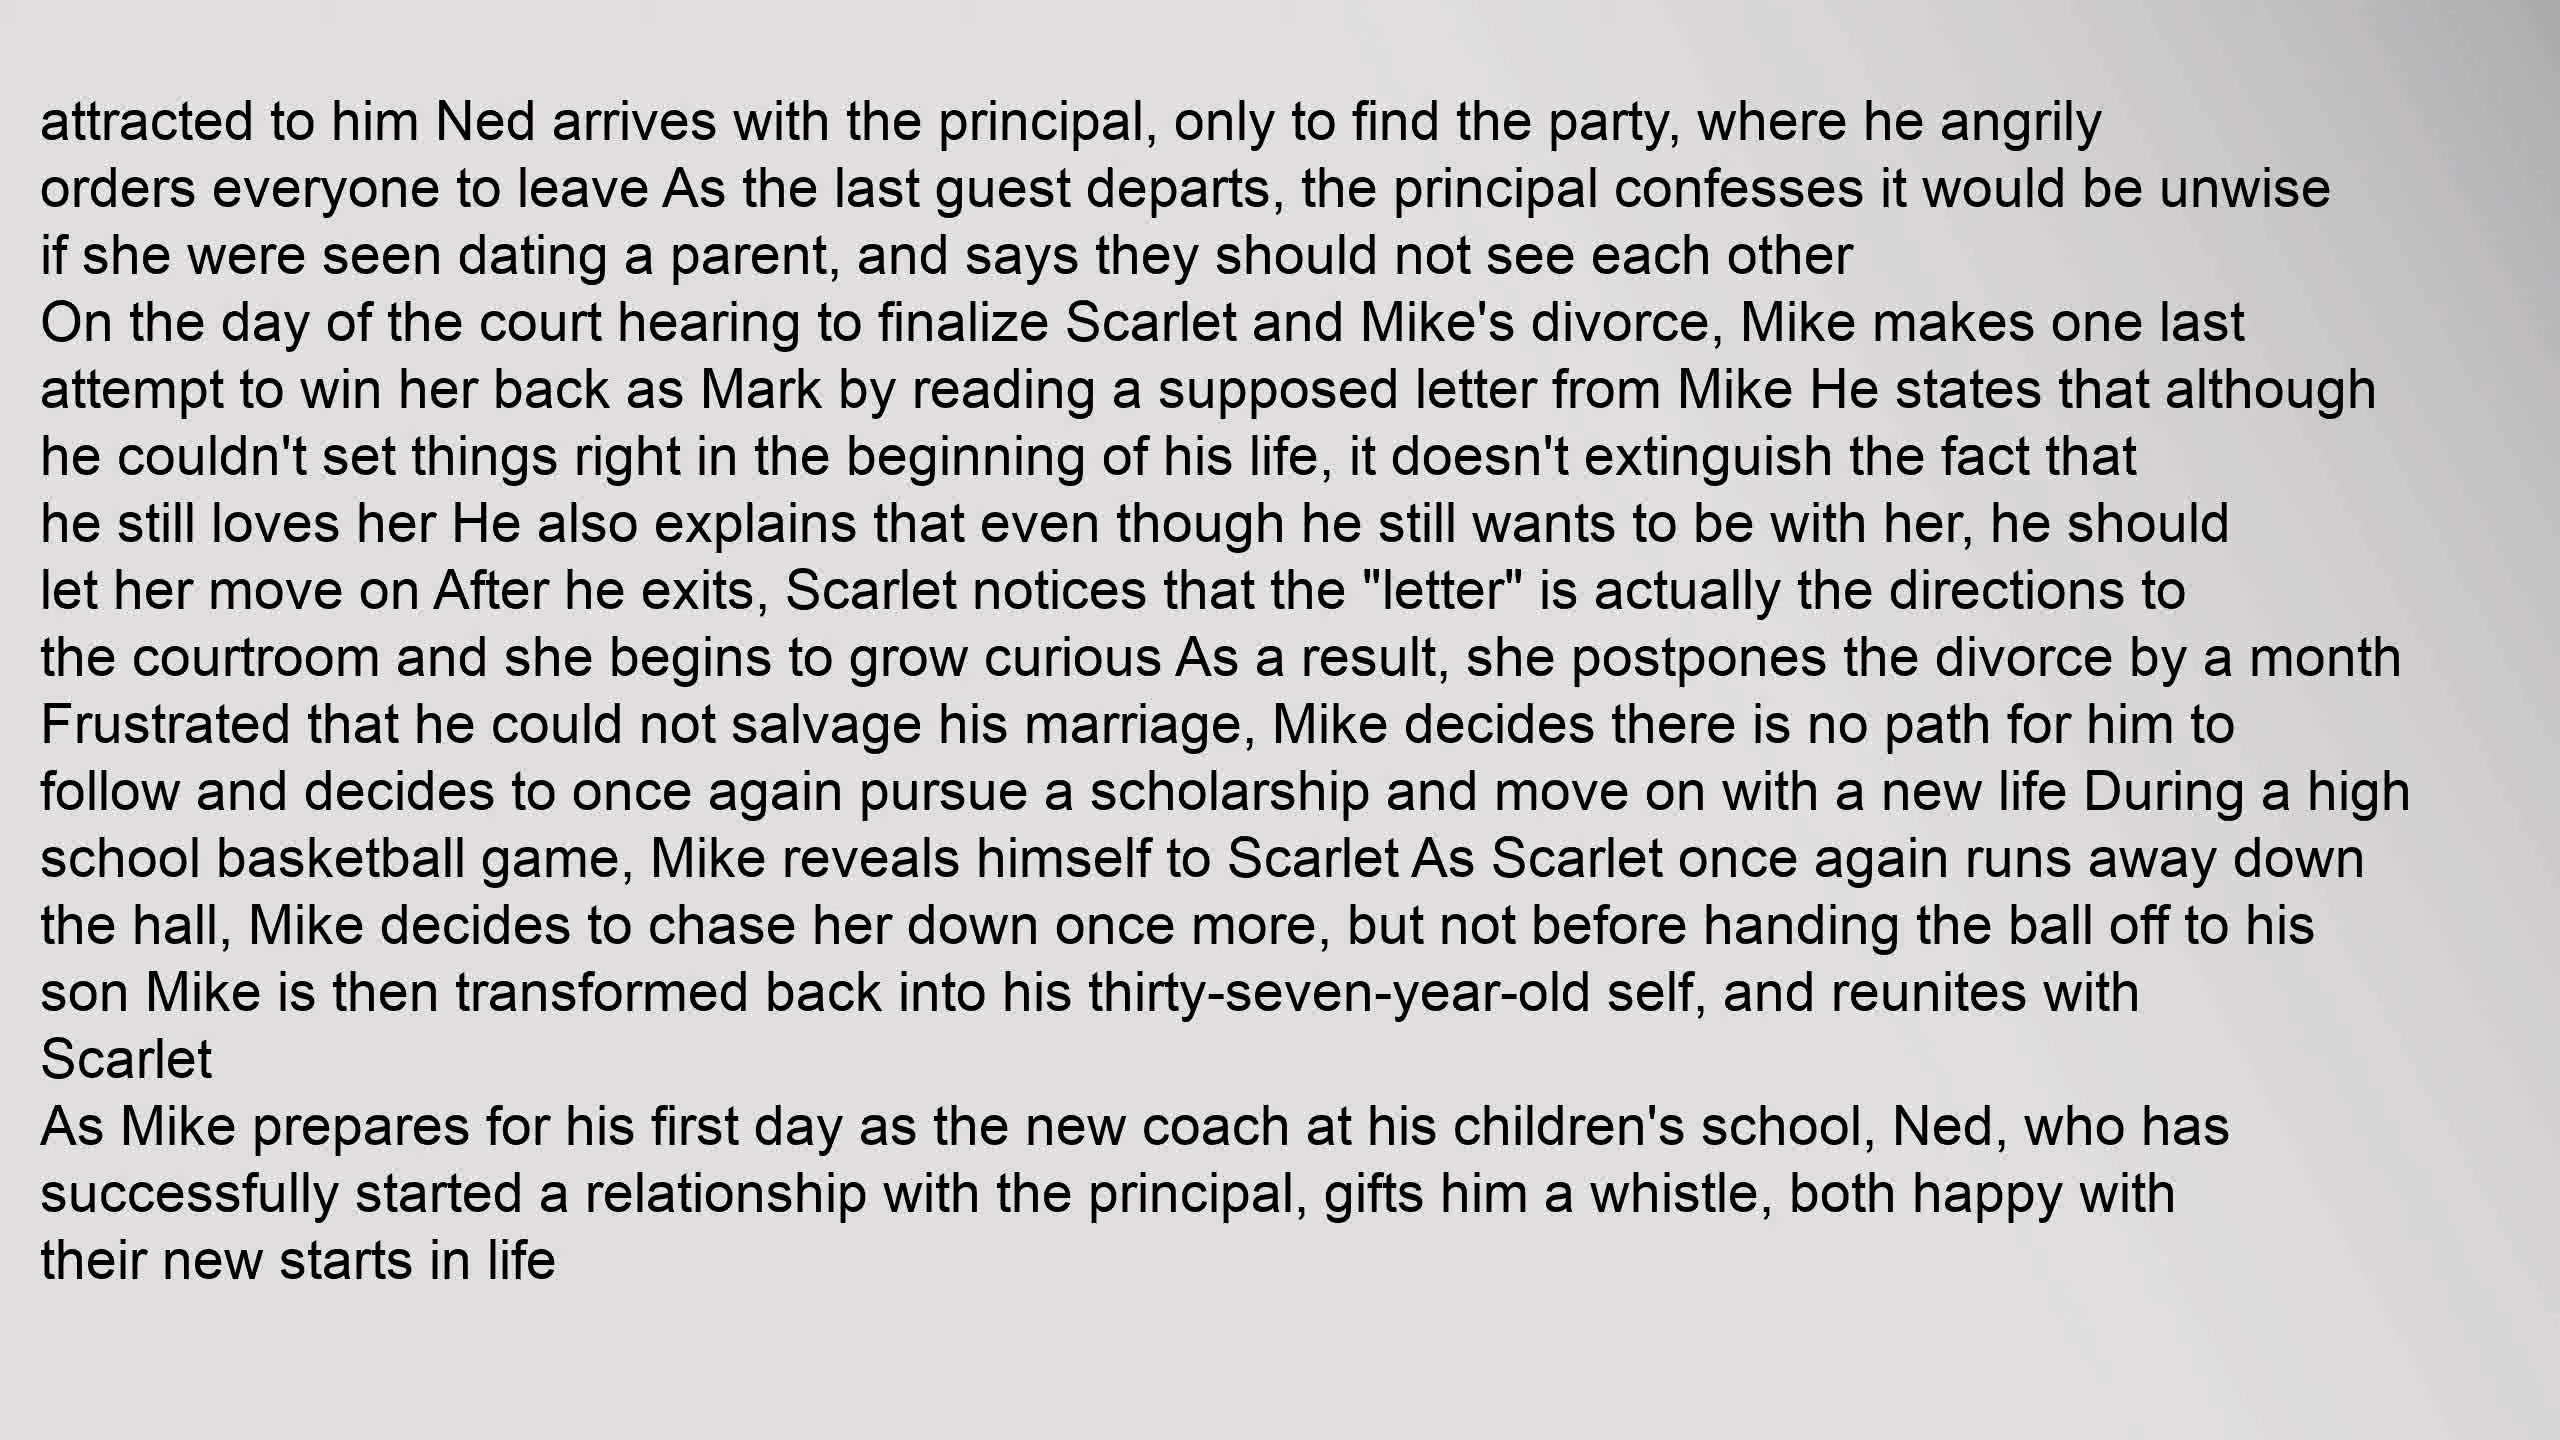 attracted to him Ned arrives with the principal, only to find the party, where he angrily
orders everyone to leave As the last guest departs, the principal confesses it would be unwise
if she were seen dating a parent, and says they should not see each other
On the day of the court hearing to finalize Scarlet and Mike's divorce, Mike makes one last
attempt to win her back as Mark by reading a supposed letter from Mike He states that although
he couldn't set things right in the beginning of his life, it doesn't extinguish the fact that
he still loves her He also explains that even though he still wants to be with her, he should
let her move on After he exits, Scarlet notices that the "letter" is actually the directions to
the courtroom and she begins to grow curious As a result, she postpones the divorce by a month
Frustrated that he could not salvage his marriage, Mike decides there is no path for him to
follow and decides to once again pursue a scholarship and move on with a new life During a high
school basketball game, Mike reveals himself to Scarlet As Scarlet once again runs away down
the hall, Mike decides to chase her down once more, but not before handing the ball off to his
son Mike is then transformed back into his thirty-seven-year-old self, and reunites with
Scarlet
As Mike prepares for his first day as the new coach at his children's school, Ned, who has
successfully started a relationship with the principal, gifts him a whistle, both happy with
their new starts in life